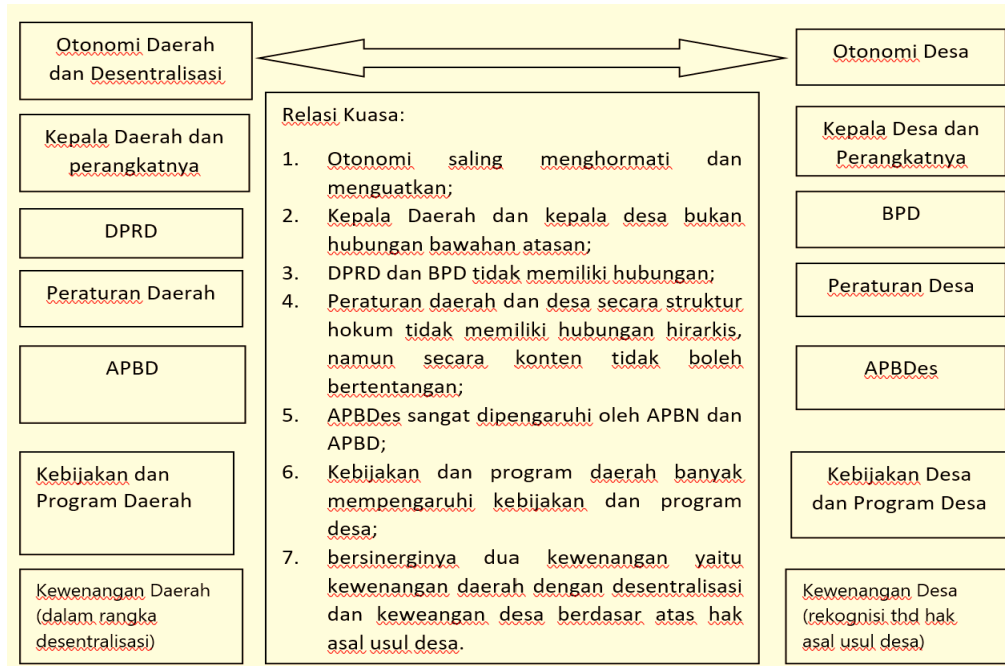 Otonomi Daerah
dan Desentralisasi
Kepala Daerah dan
perangkatnya
DPRD
Peraturan Daerah
APBD
Kebijakan dan
Program Daerah
Kewenangan Daerah
(dalam rangka
desentralisasi)
Relasi Kuasa:
1. Otonomi saling menghormati dan
menguatkan;
2. Kepala Daerah dan kepala desa bukan
hubungan bawahan atasan;
3. DPRD dan BPD tidak memiliki hubungan;
4. Peraturan daerah dan desa secara struktur
hokum tidak memiliki hubungan hirarkis,
namun secara konten tidak boleh
bertentangan;
5. APBDes sangat dipengaruhi oleh APBN dan
APBD;
6. Kebijakan dan program daerah banyak
mempengaruhi kebijakan dan program
desa;
7. bersinerginya dua kewenangan yaitu
kewenangan daerah dengan desentralisasi
dan keweangan desa berdasar atas hak
asal usul desa.
Otonomi Desa
Kepala Desa dan
Perangkatnya
BPD
Peraturan Desa
APBDes
Kebijakan Desa
dan Program Desa
Kewenangan Desa
(rekognisi thd hak
asal usul desa)